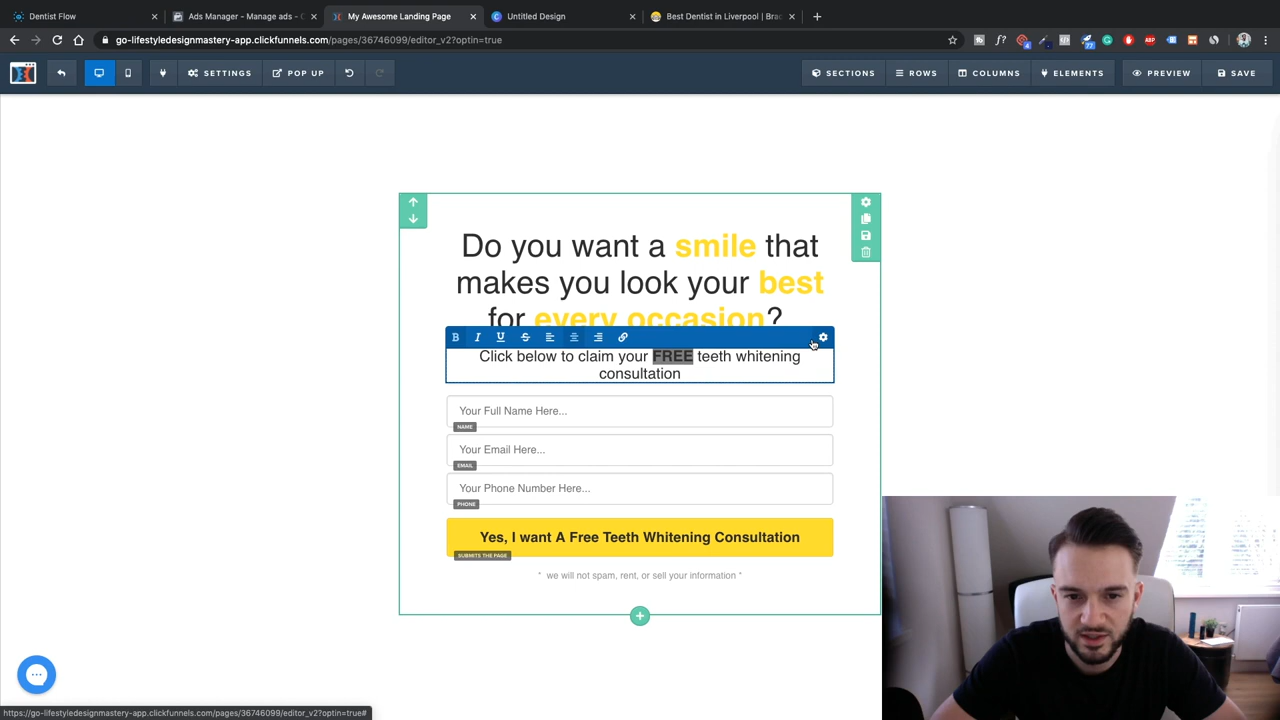 Dentist Flow
Ads Manager - Manage ads - C
My Awesome Landing Page
Untitled Design
Best Dentist in Liverpool | Brac
go-lifestyledesignmastery-app.clickfunnels.com/pages/36746099/editor_v2?optin=true
SETTINGS
POP UP
SECTIONS
ROWS
COLUMNS
ELEMENTS
PREVIEW
SAVE
Do you want a smile that
makes you look your best
for every occasion?
Click below to claim your FREE teeth whitening
consultation
Your Full Name Here...
NAME
Your Email Here...
EMAIL
Your Phone Number Here...
PHONE
Yes, I want A Free Teeth Whitening Consultation
SUBMITS THE PAGE
" we will not spam, rent, or sell your information "
https://go-lifestyledesignmastery-app.clickfunnels.com/pages/36746099/editor_v2?optin=true#